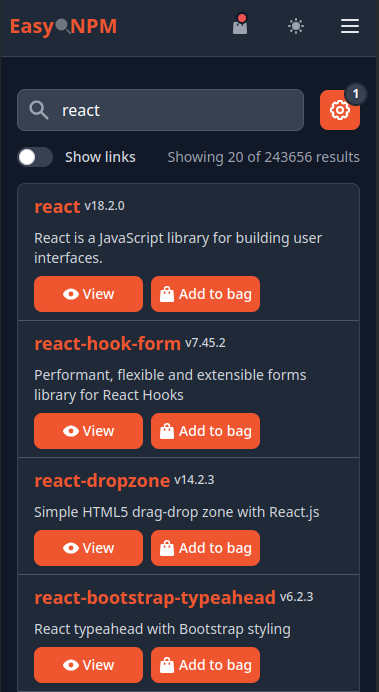 Easy NPM
react
1
Show links
Showing 20 of 243656 results
react v18.2.0
React is a JavaScript library for building user
interfaces.
View
Add to bag
react-hook-form v7.45.2
Performant, flexible and extensible forms
library for React Hooks
View
Add to bag
react-dropzone v14.2.3
Simple HTML5 drag-drop zone with React.js
View
Add to bag
react-bootstrap-typeahead v6.2.3
React typeahead with Bootstrap styling
View
Add to bag